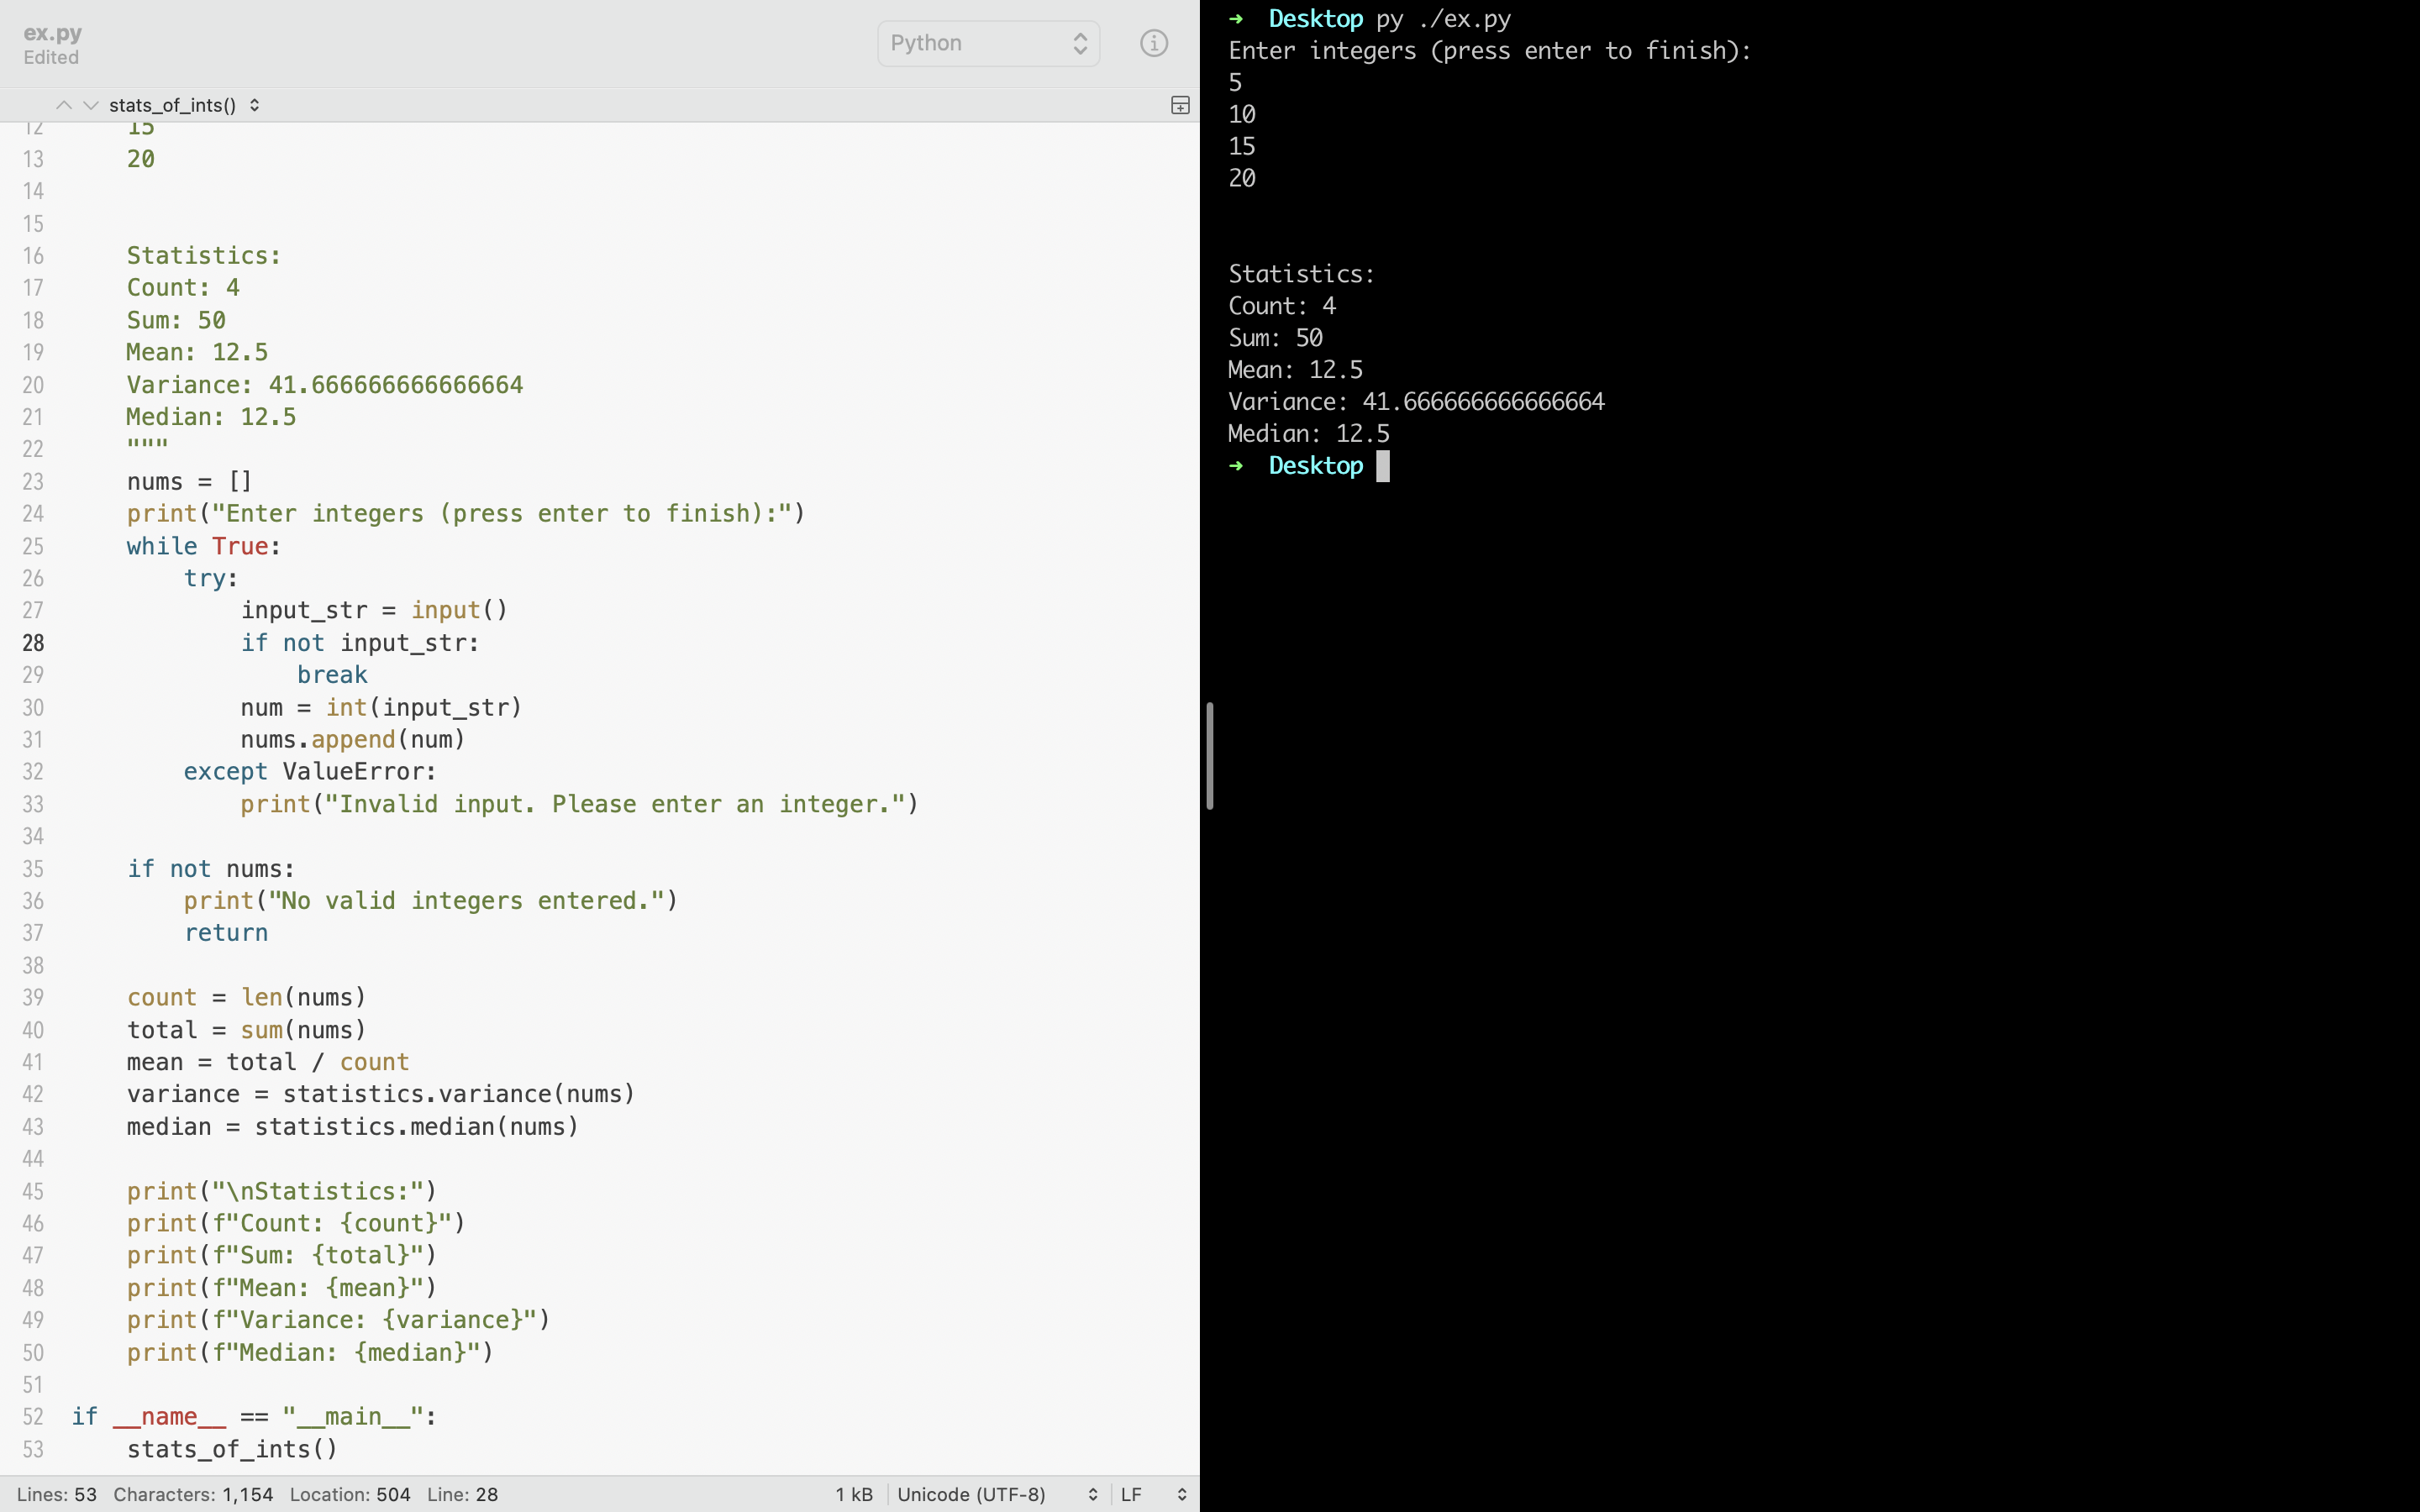 ex.py
Edited
Python
stats_of_ints()
12 15
13 20
14
15
16 Statistics:
17 Count: 4
18 Sum: 50
19 Mean: 12.5
20 Variance: 41.666666666666664
21 Median: 12.5
22 """
23 nums = []
24 print("Enter integers (press enter to finish):")
25 while True:
26 try:
27 input_str = input()
28 if not input_str:
29 break
30 num = int(input_str)
31 nums.append(num)
32 except ValueError:
33 print("Invalid input. Please enter an integer.")
34
35 if not nums:
36 print("No valid integers entered.")
37 return
38
39 count = len(nums)
40 total = sum(nums)
41 mean = total / count
42 variance = statistics.variance(nums)
43 median = statistics.median(nums)
44
45 print("\nStatistics:")
46 print(f"Count: {count}")
47 print(f"Sum: {total}")
48 print(f"Mean: {mean}")
49 print(f"Variance: {variance}")
50 print(f"Median: {median}")
51
52 if __name__ == "__main__":
53 stats_of_ints()
Lines: 53 Characters: 1,154 Location: 504 Line: 28 1 kB Unicode (UTF-8) LF
➜ Desktop py ./ex.py
Enter integers (press enter to finish):
5
10
15
20
Statistics:
Count: 4
Sum: 50
Mean: 12.5
Variance: 41.666666666666664
Median: 12.5
➜ Desktop